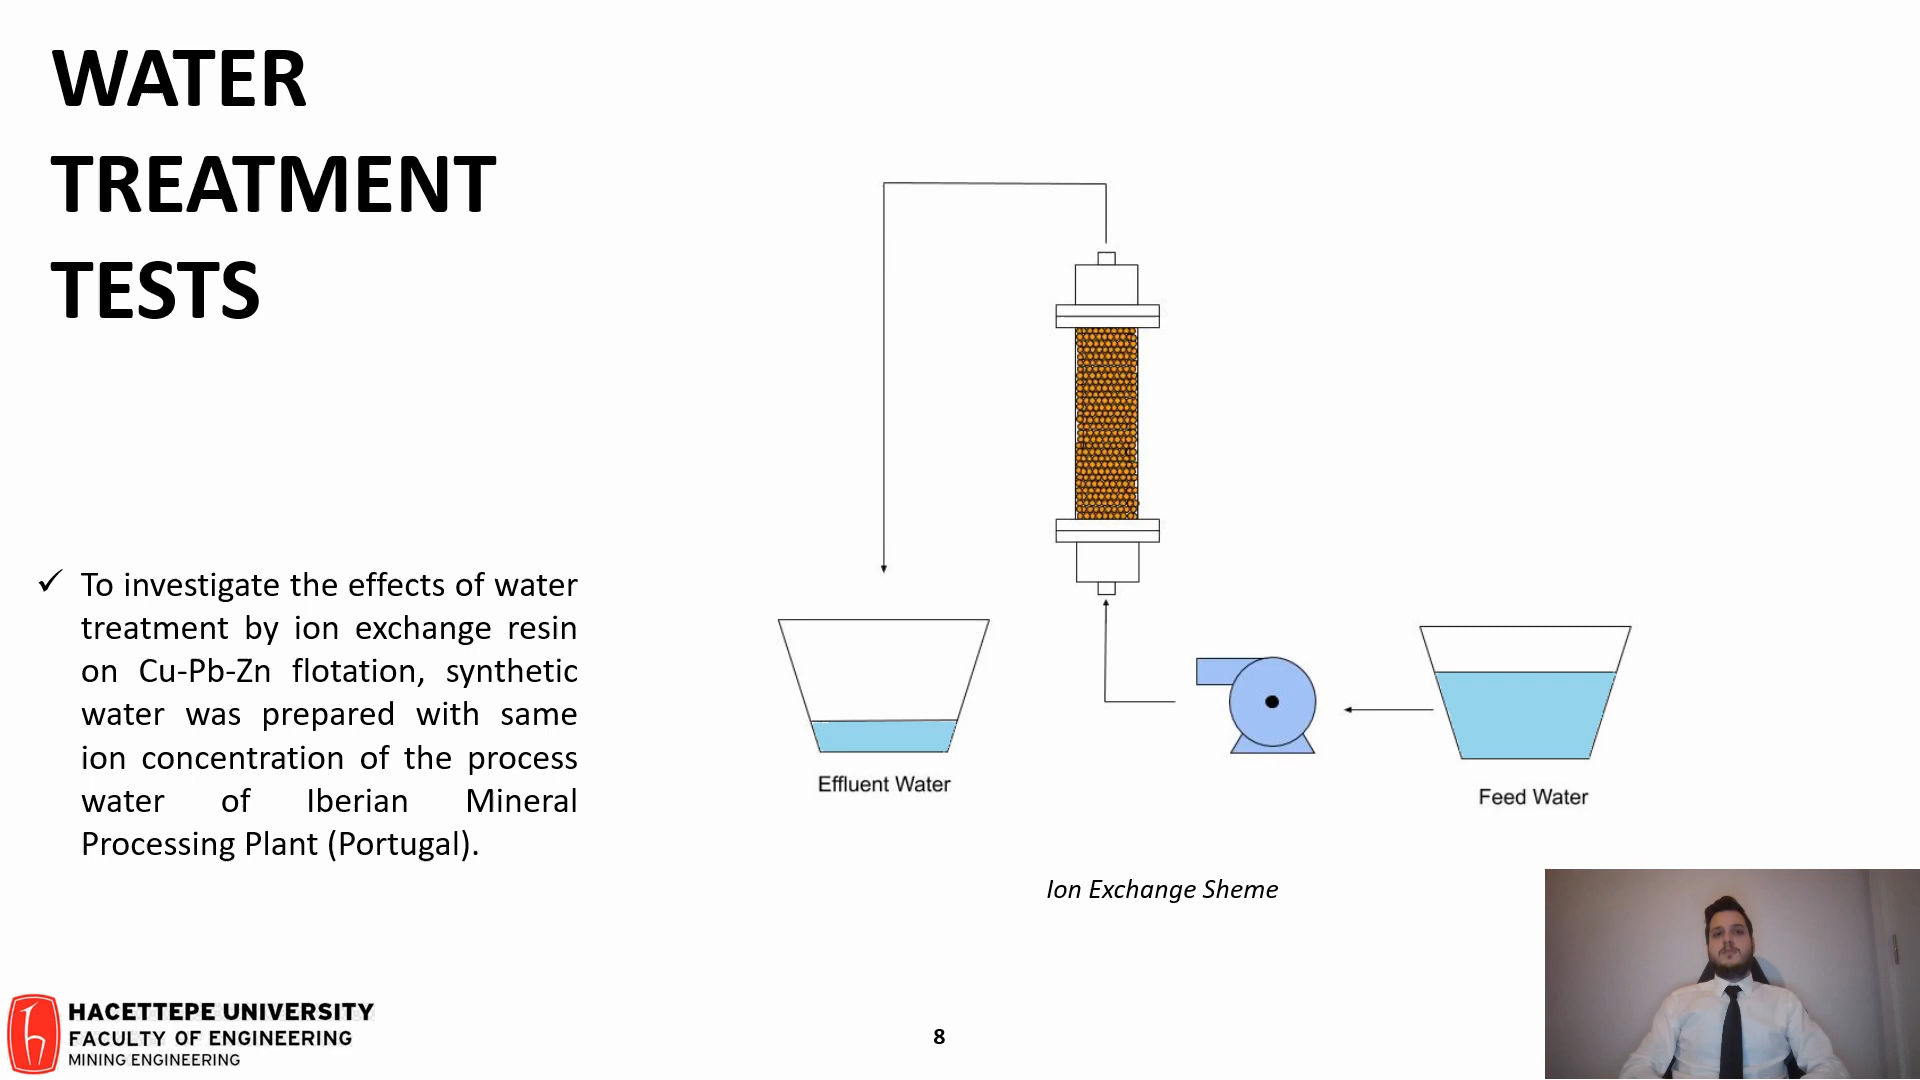 WATER
TREATMENT
TESTS
✓ To investigate the effects of water
treatment by ion exchange resin
on Cu-Pb-Zn flotation, synthetic
water was prepared with same
ion concentration of the process
water of Iberian Mineral
Processing Plant (Portugal).
Effluent Water
Feed Water
Ion Exchange Sheme
HACETTEPE UNIVERSITY
FACULTY OF ENGINEERING
MINING ENGINEERING
8